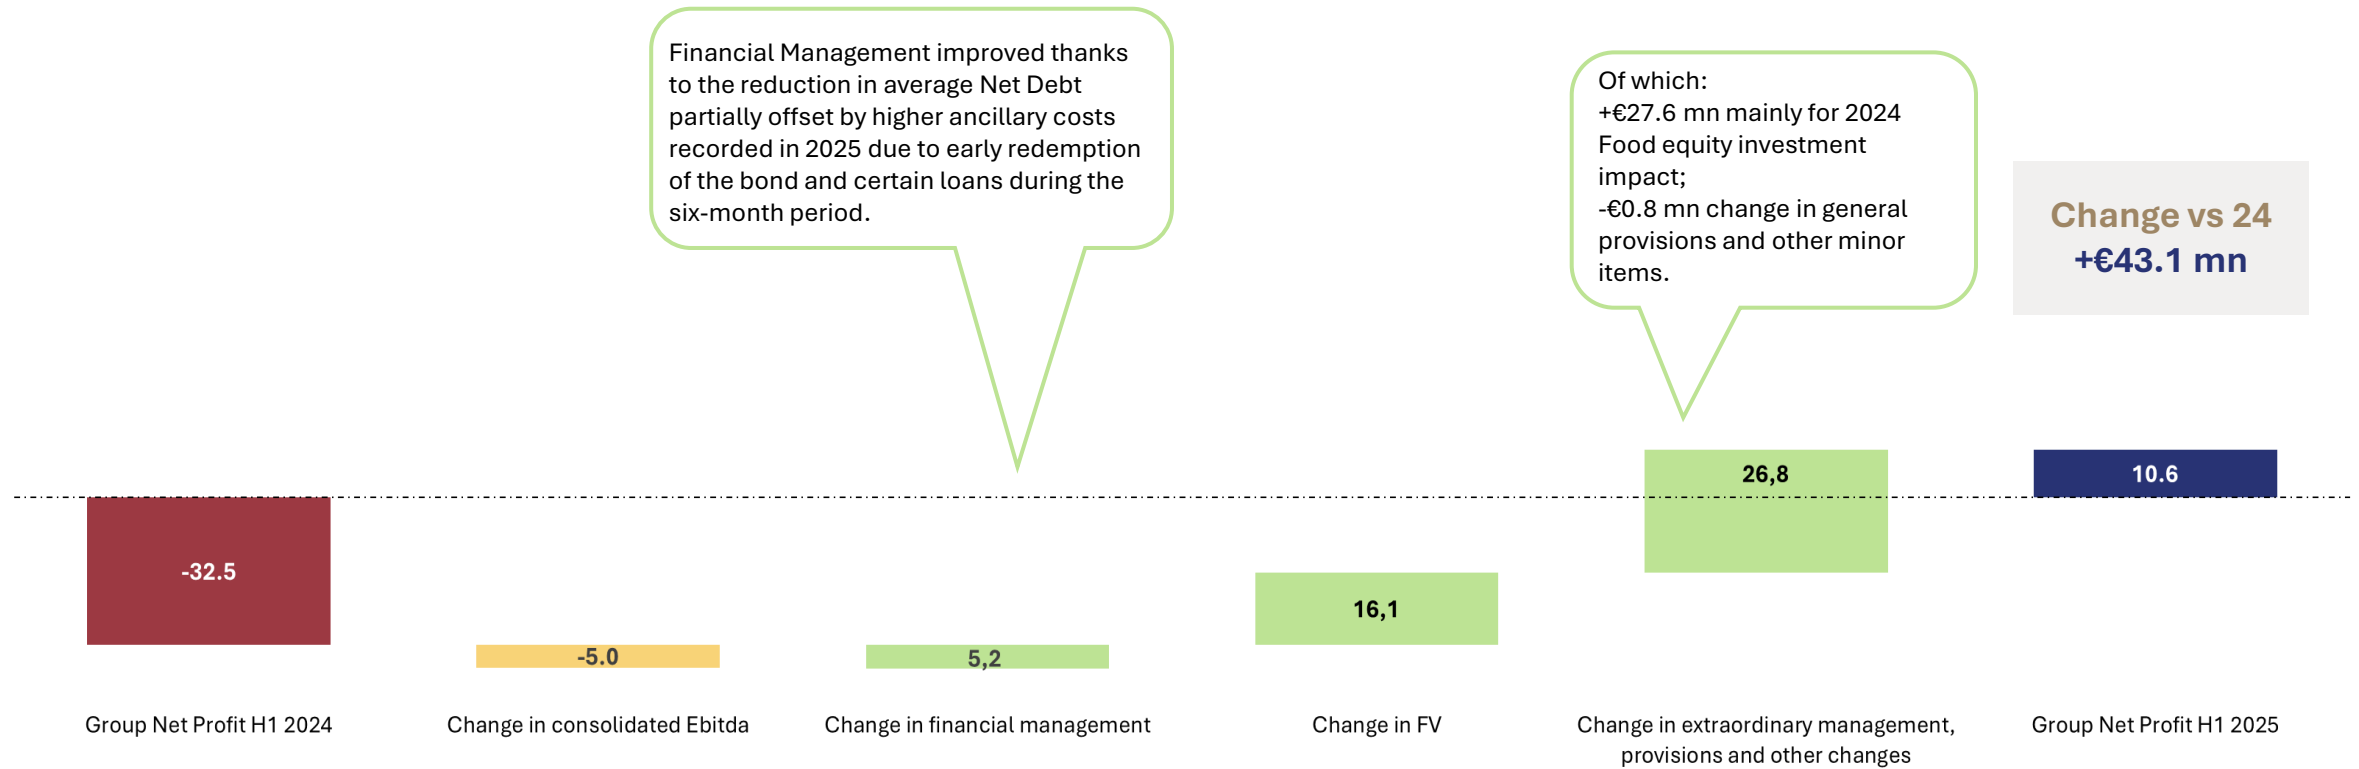 Financial Management improved thanks
to the reduction in average Net Debt
partially offset by higher ancillary costs
recorded in 2025 due to early redemption
of the bond and certain loans during the
six-month period.
Of which:
+€27.6 mn mainly for 2024
Food equity investment
impact;
-€0.8 mn change in general
provisions and other minor
items.
Change vs 24
+€43.1 mn
-32.5
-5.0
5,2
16,1
26,8
10.6
Group Net Profit H1 2024
Change in consolidated Ebitda
Change in financial management
Change in FV
Change in extraordinary management,
provisions and other changes
Group Net Profit H1 2025